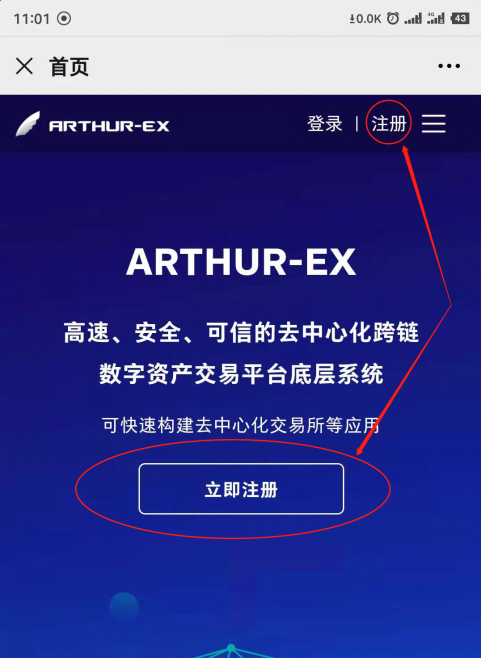 11:01 0.0K 4G 43
首页
ARTHUR-EX 登录 | 注册
ARTHUR-EX
高速、安全、可信的去中心化跨链
数字资产交易平台底层系统
可快速构建去中心化交易所等应用
立即注册